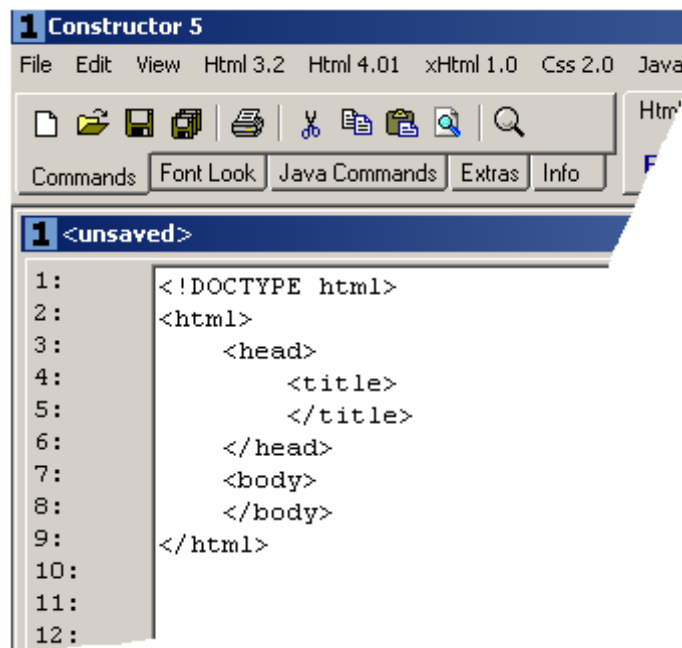 1 Constructor 5
File Edit View Html 3.2 Html 4.01 xHtml 1.0 Css 2.0 Java
Commands Font Look Java Commands Extras Info
1 <unsaved>
1: <!DOCTYPE html>
2: <html>
3: <head>
4: <title>
5: </title>
6: </head>
7: <body>
8: </body>
9: </html>
10:
11:
12: